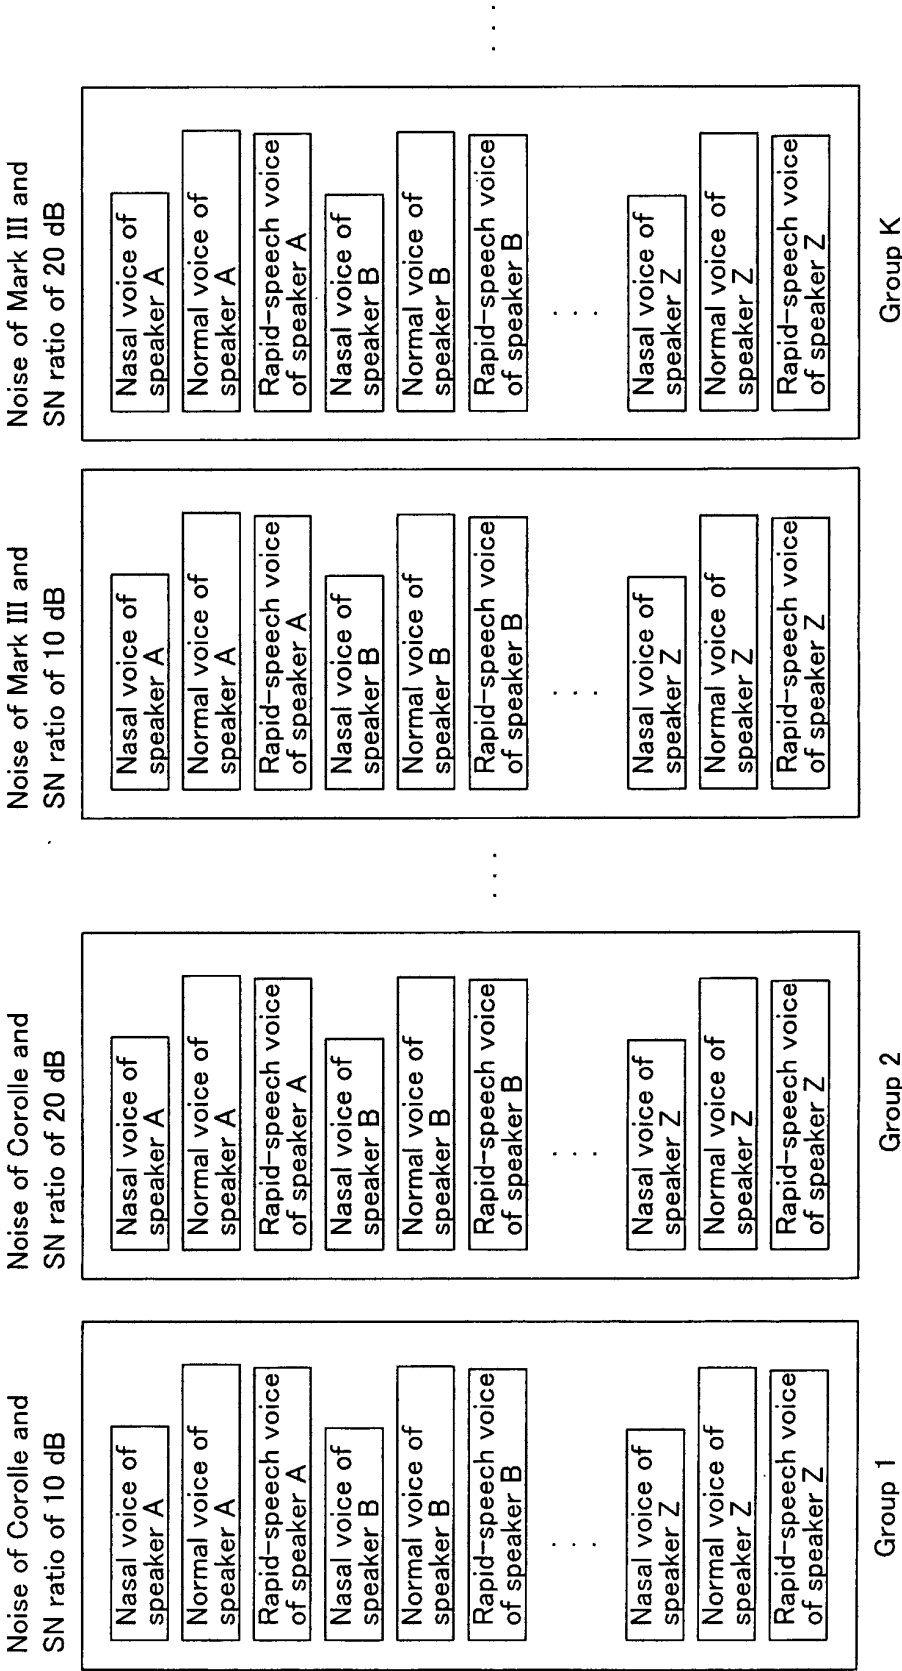 Noise of Corolle and
SN ratio of 10 dB
Nasal voice of
speaker A
Normal voice of
speaker A
Rapid-speech voice
of speaker A
Nasal voice of
speaker B
Normal voice of
speaker B
Rapid-speech voice
of speaker B
. . .
Nasal voice of
speaker Z
Normal voice of
speaker Z
Rapid-speech voice
of speaker Z
Group 1
Noise of Corolle and
SN ratio of 20 dB
Nasal voice of
speaker A
Normal voice of
speaker A
Rapid-speech voice
of speaker A
Nasal voice of
speaker B
Normal voice of
speaker B
Rapid-speech voice
of speaker B
. . .
Nasal voice of
speaker Z
Normal voice of
speaker Z
Rapid-speech voice
of speaker Z
Group 2
. . .
Noise of Mark III and
SN ratio of 10 dB
Nasal voice of
speaker A
Normal voice of
speaker A
Rapid-speech voice
of speaker A
Nasal voice of
speaker B
Normal voice of
speaker B
Rapid-speech voice
of speaker B
. . .
Nasal voice of
speaker Z
Normal voice of
speaker Z
Rapid-speech voice
of speaker Z
Noise of Mark III and
SN ratio of 20 dB
Nasal voice of
speaker A
Normal voice of
speaker A
Rapid-speech voice
of speaker A
Nasal voice of
speaker B
Normal voice of
speaker B
Rapid-speech voice
of speaker B
. . .
Nasal voice of
speaker Z
Normal voice of
speaker Z
Rapid-speech voice
of speaker Z
Group K
. . .